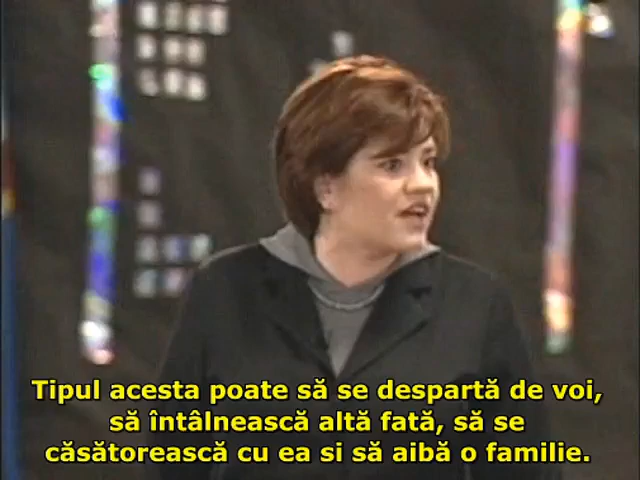 Tipul acesta poate să se despartă de voi,
să întâlnească altă fată, să se
căsătorească cu ea si să aibă o familie.